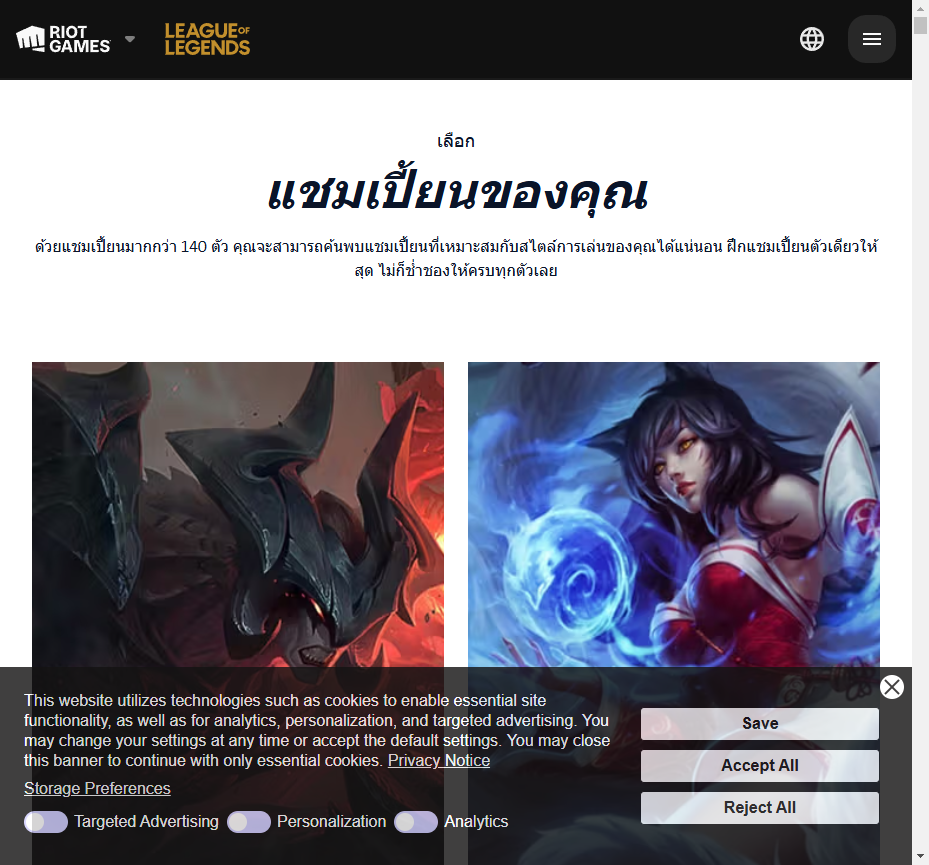 RIOT
GAMES
LEAGUE OF
LEGENDS
เลือก
แชมเปี้ยนของคุณ
ด้วยแชมเปี้ยนมากกว่า 140 ตัว คุณจะสามารถค้นพบแชมเปี้ยนที่เหมาะสมกับสไตล์การเล่นของคุณได้แน่นอน ฝึกแชมเปี้ยนตัวเดียวให้
สุด ไม่ก็ช่ำชองให้ครบทุกตัวเลย
This website utilizes technologies such as cookies to enable essential site
functionality, as well as for analytics, personalization, and targeted advertising. You
may change your settings at any time or accept the default settings. You may close
this banner to continue with only essential cookies. Privacy Notice
Storage Preferences
Targeted Advertising Personalization Analytics
Save
Accept All
Reject All